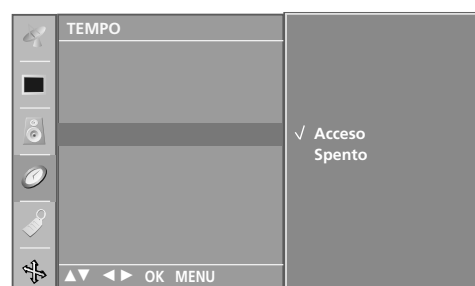 TEMPO
√ Acceso
Spento
▲▼ ◄► OK MENU